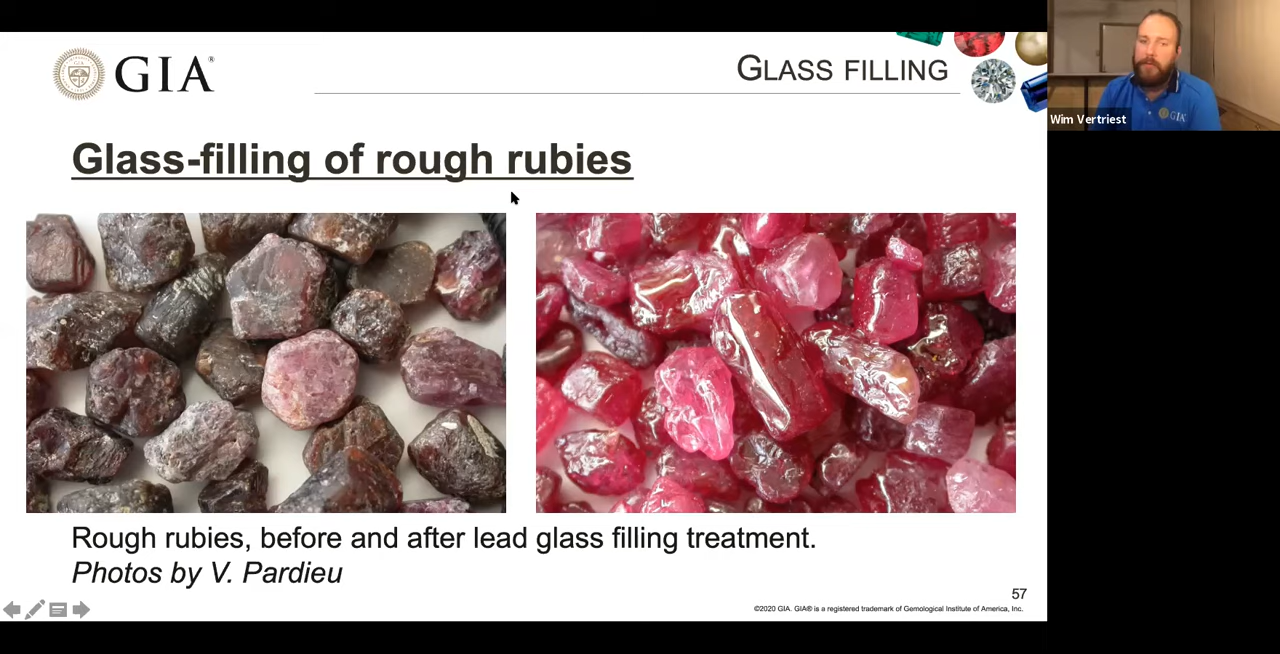 GIA®
GLASS FILLING
Wim Vertriest
Glass-filling of rough rubies
Rough rubies, before and after lead glass filling treatment.
Photos by V. Pardieu
57
©2020 GIA. GIA® is a registered trademark of Gemological Institute of America, Inc.